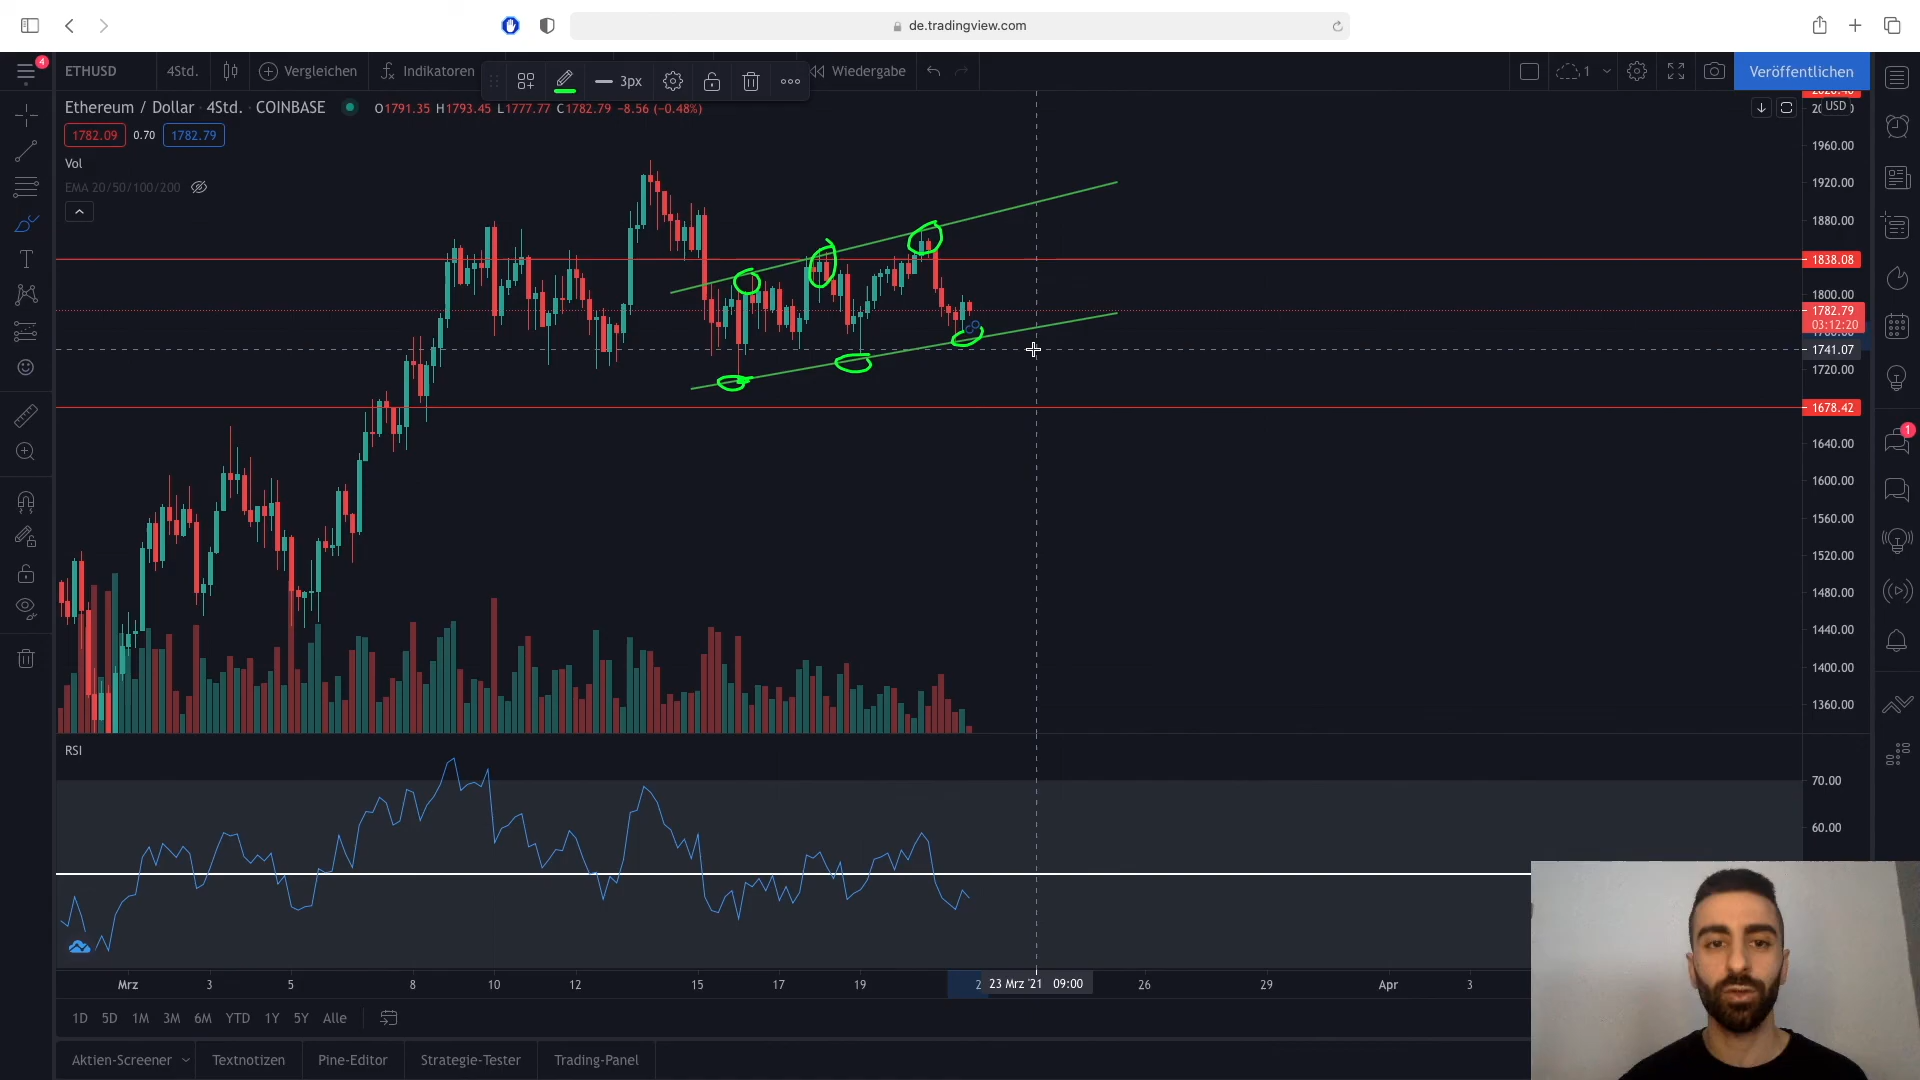 de.tradingview.com
4
ETHUSD
4Std.
Vergleichen
Indikatoren
3px
Wiedergabe
1
Veröffentlichen
Ethereum / Dollar · 4Std. · COINBASE
O1791.35 H1793.45 L1777.77 C1782.79 −8.56 (−0.48%)
USD
1782.09
0.70
1782.79
Vol
EMA 20/50/100/200
1960.00
1920.00
1880.00
1838.08
1800.00
1782.79
03:12:20
1741.07
1720.00
1678.42
1640.00
1600.00
1560.00
1520.00
1480.00
1440.00
1400.00
1360.00
1
RSI
70.00
60.00
Mrz
3
5
8
10
12
15
17
19
23 Mrz '21 09:00
26
29
Apr
3
1D
5D
1M
3M
6M
YTD
1Y
5Y
Alle
Aktien-Screener
Textnotizen
Pine-Editor
Strategie-Tester
Trading-Panel